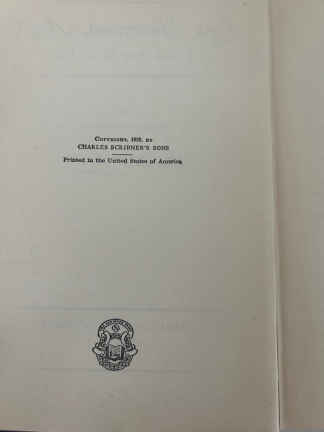 COPYRIGHT, BY
CHARLES SCRIBNER'S SONS
Printed in the United States of America